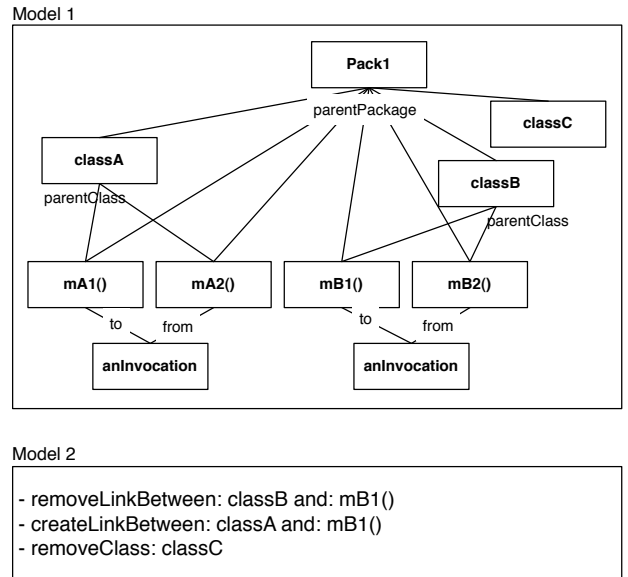 Model 1
Pack1
parentPackage
classC
classA
classB
parentClass
parentClass
mA1()
mA2()
mB1()
mB2()
to
from
to
from
anInvocation
anInvocation
Model 2
- removeLinkBetween: classB and: mB1()
- createLinkBetween: classA and: mB1()
- removeClass: classC